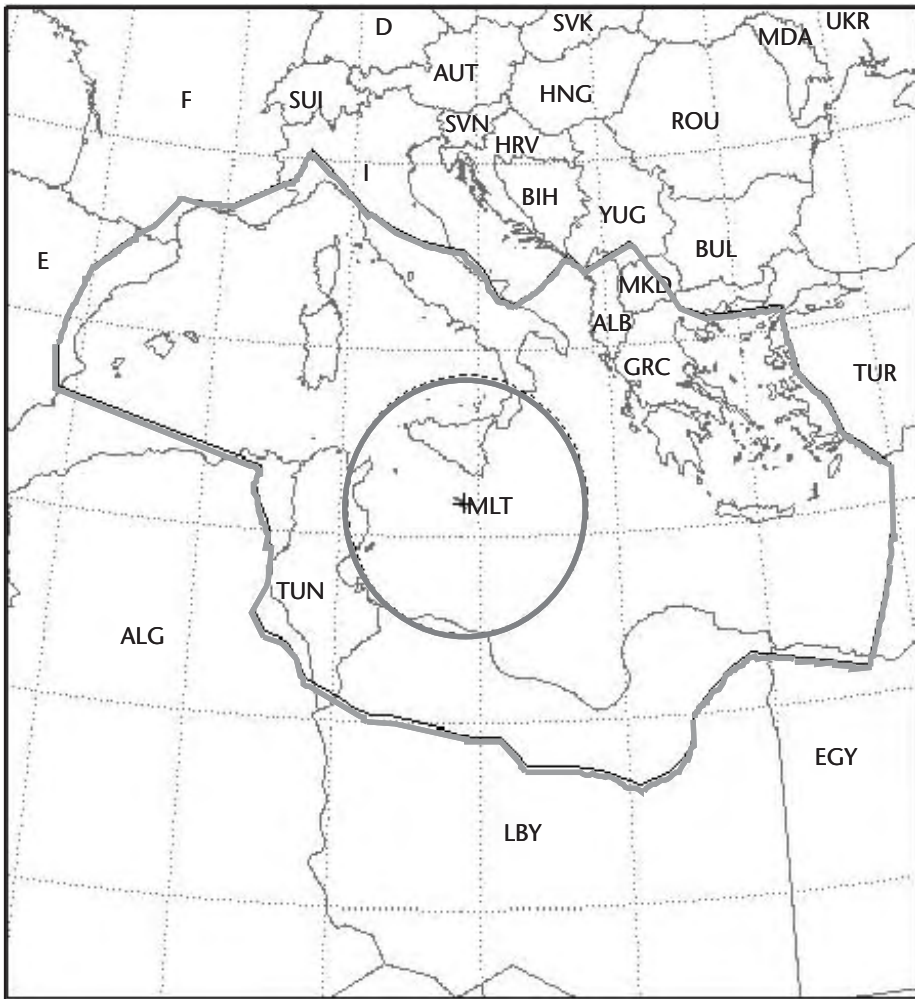 D
SVK
MDA
UKR
F
SUI
AUT
HNG
ROU
SVN
HRV
I
BIH
YUG
BUL
E
MKD
ALB
GRC
TUR
MLT
TUN
ALG
EGY
LBY